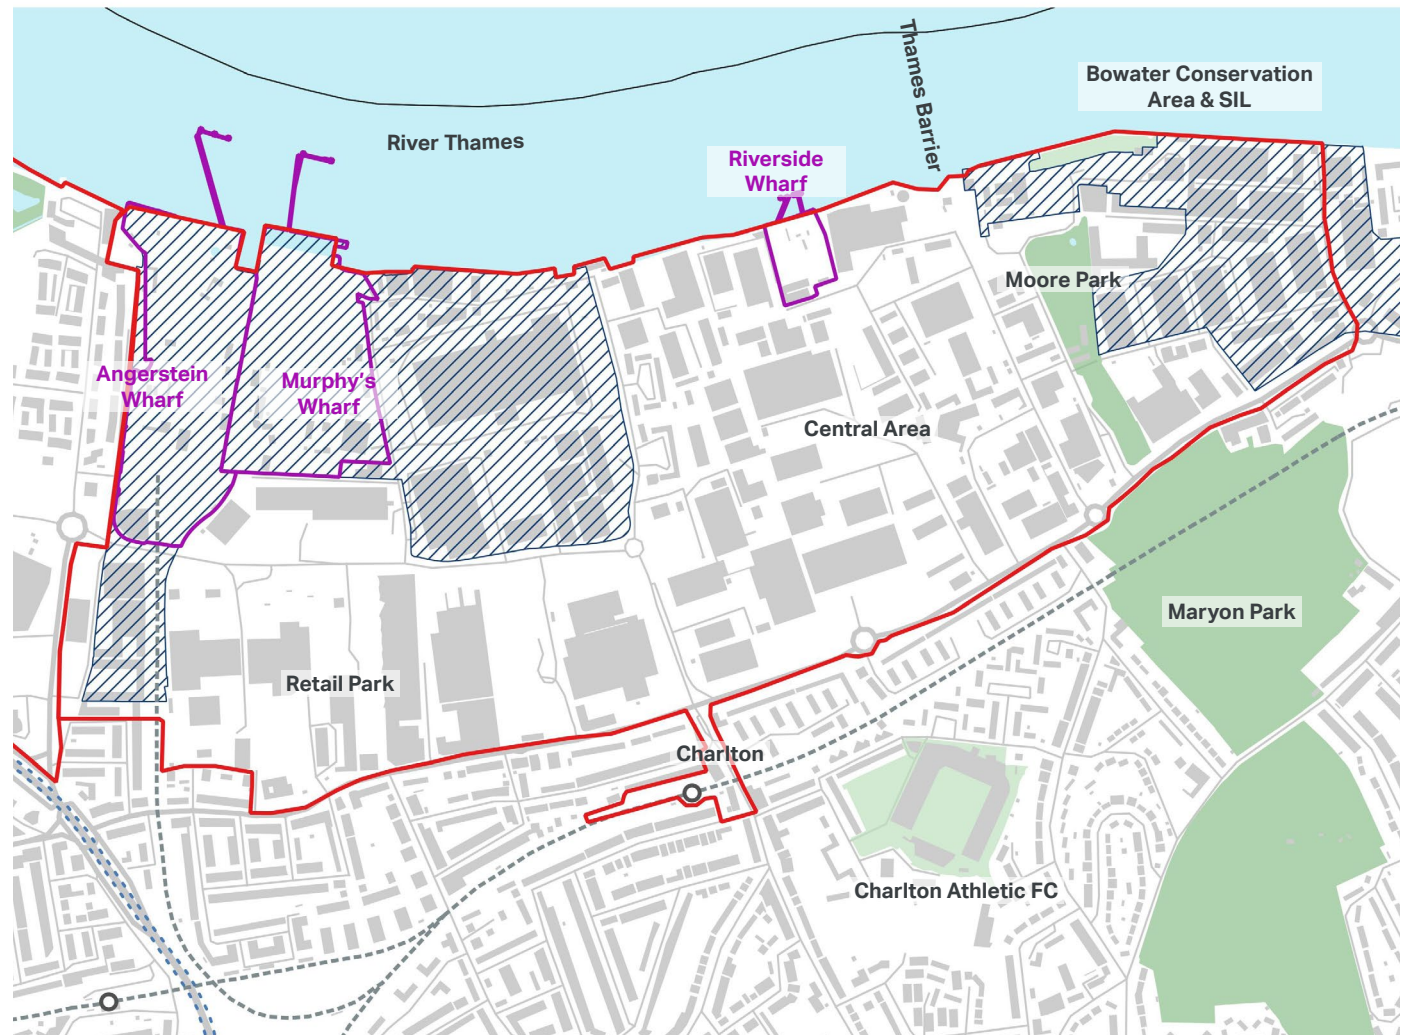 Thames Barrier
Bowater Conservation
Area & SIL
River Thames
Riverside
Wharf
Moore Park
Angerstein
Wharf
Murphy's
Wharf
Central Area
Maryon Park
Retail Park
Charlton
Charlton Athletic FC